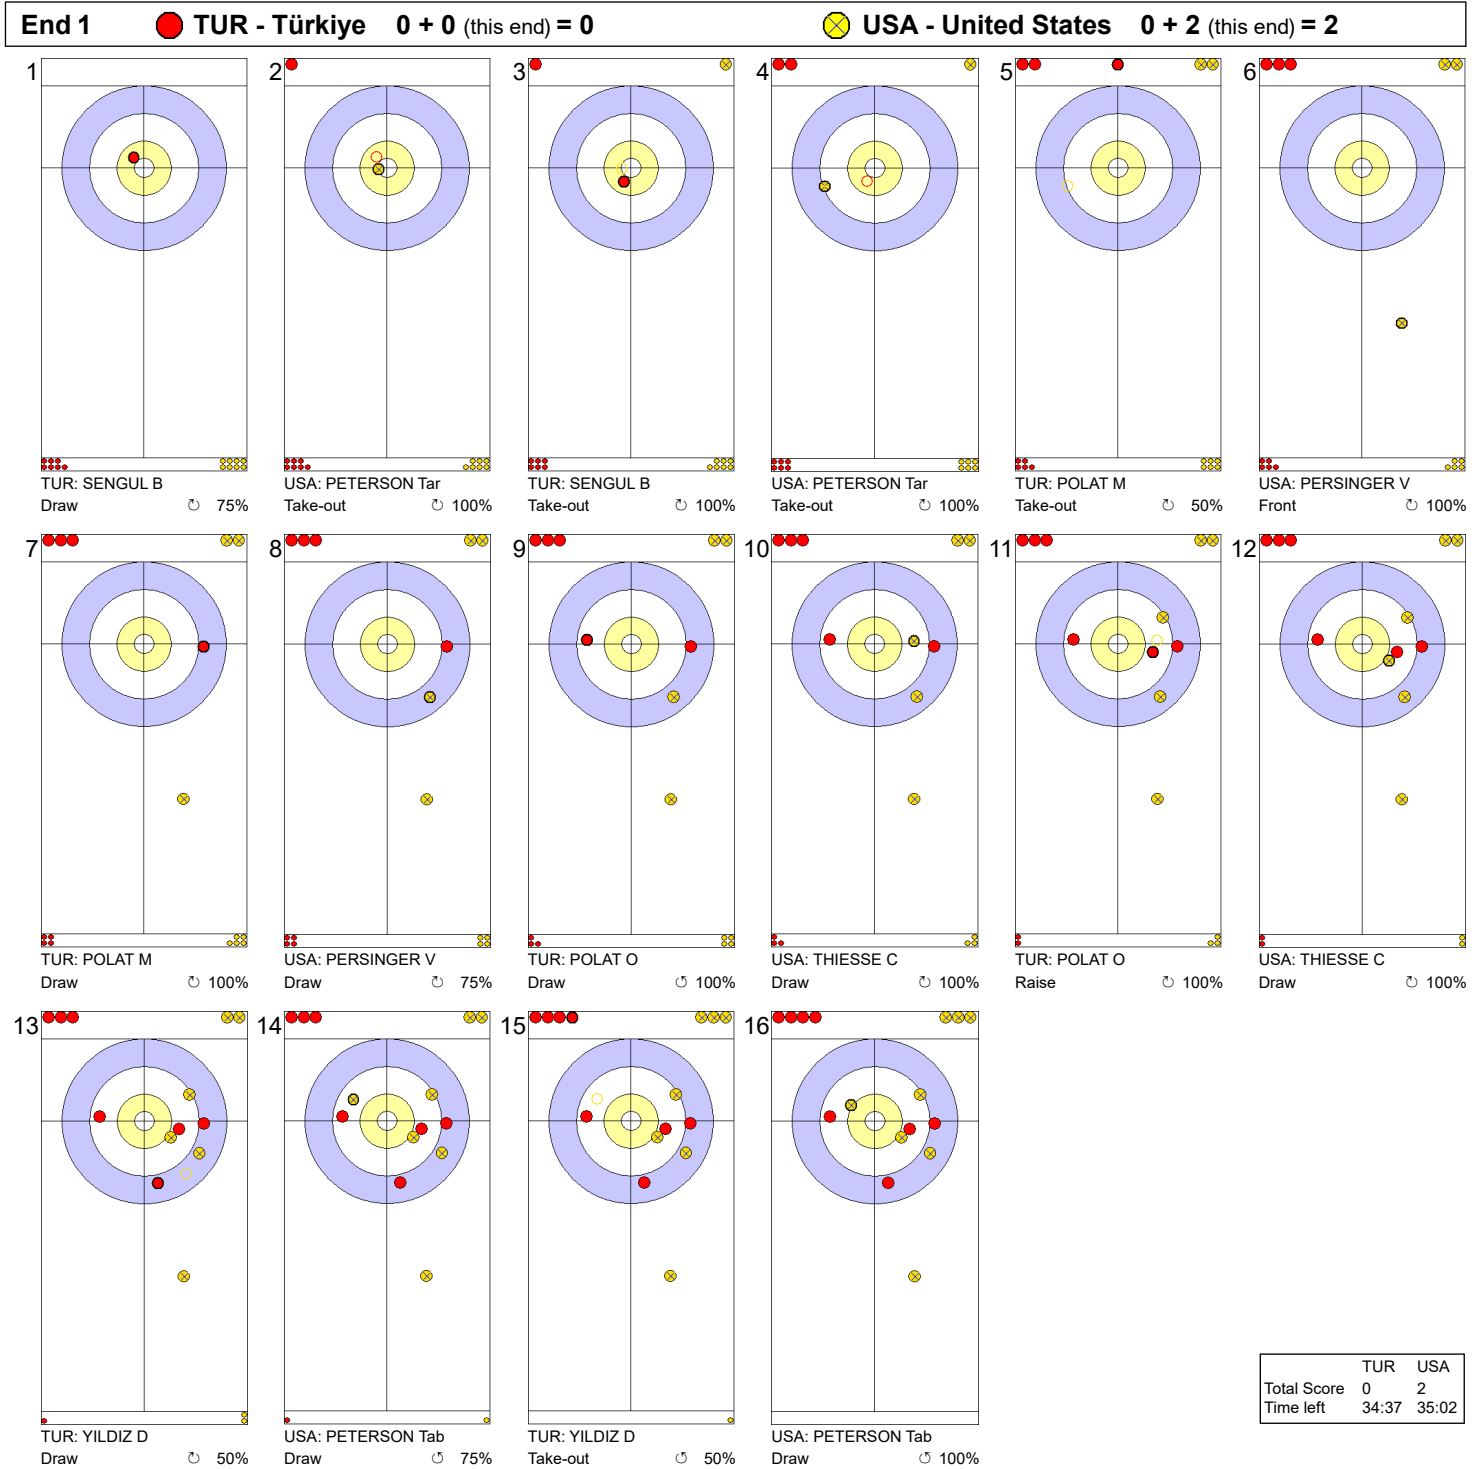 End 1 TUR - Türkiye 0 + 0 (this end) = 0 USA - United States 0 + 2 (this end) = 2
1 2 3 4 5 6
TUR: SENGUL B USA: PETERSON Tar TUR: SENGUL B USA: PETERSON Tar TUR: POLAT M USA: PERSINGER V
Draw ↻ 75% Take-out ↻ 100% Take-out ↻ 100% Take-out ↻ 100% Take-out ↻ 50% Front ↻ 100%
7 8 9 10 11 12
TUR: POLAT M USA: PERSINGER V TUR: POLAT O USA: THIESSE C TUR: POLAT O USA: THIESSE C
Draw ↻ 100% Draw ↺ 75% Draw ↺ 100% Draw ↻ 100% Raise ↻ 100% Draw ↻ 100%
13 14 15 16
TUR: YILDIZ D USA: PETERSON Tab TUR: YILDIZ D USA: PETERSON Tab
Draw ↻ 50% Draw ↺ 75% Take-out ↺ 50% Draw ↺ 100%
TUR USA
Total Score 0 2
Time left 34:37 35:02